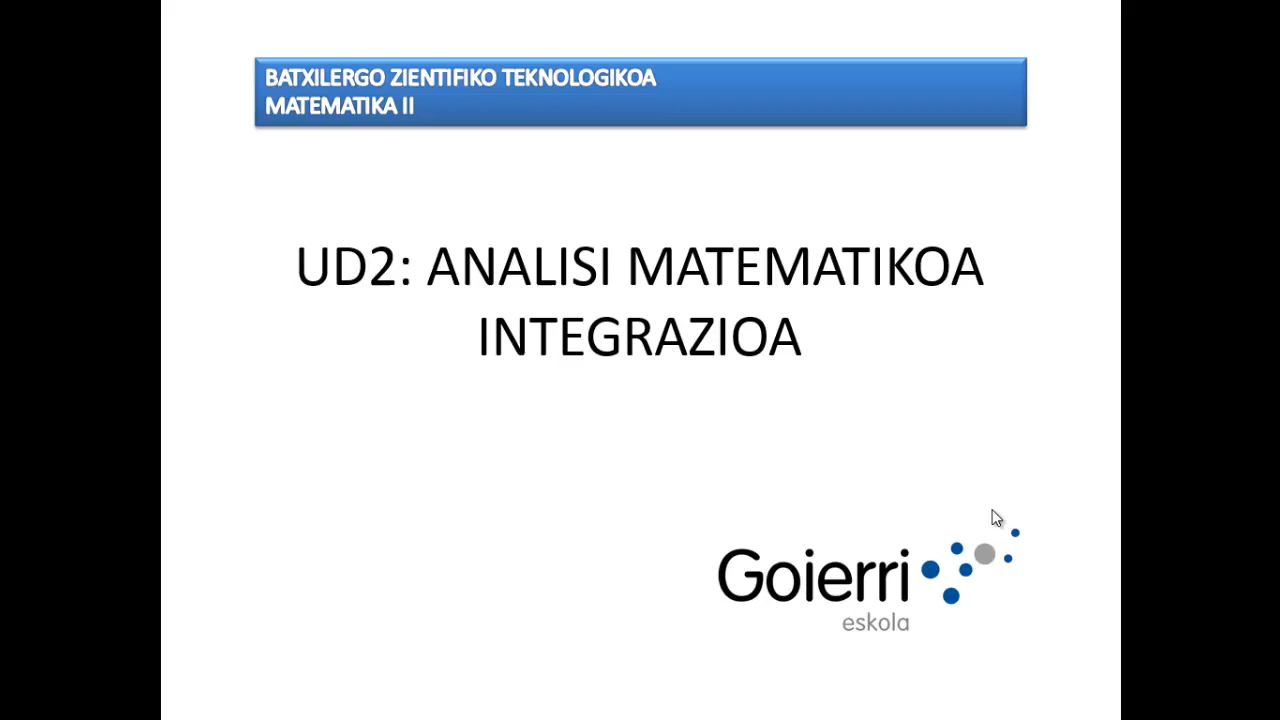 BATXILERGO ZIENTIFIKO TEKNOLOGIKOA
MATEMATIKA II
UD2: ANALISI MATEMATIKOA
INTEGRAZIOA
Goierri
eskola